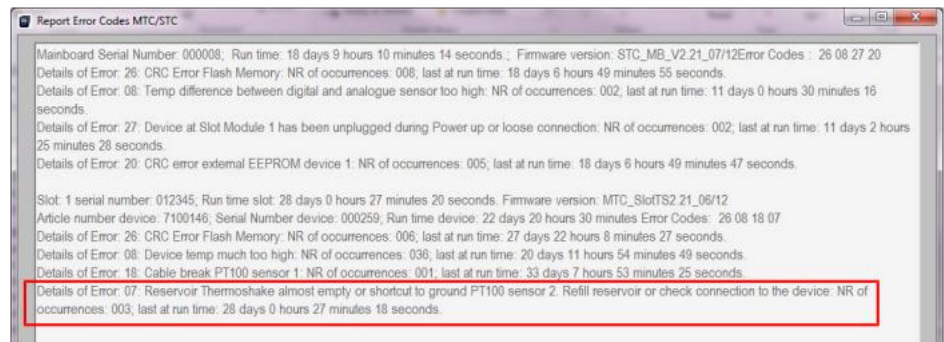 Report Error Codes MTC/STC
Mainboard Serial Number: 000008; Run time: 18 days 9 hours 10 minutes 14 seconds.; Firmware version: STC_MB_V2.21_07/12Error Codes : 26 08 27 20
Details of Error: 26: CRC Error Flash Memory: NR of occurrences: 008; last at run time: 18 days 6 hours 49 minutes 55 seconds.
Details of Error: 08: Temp difference between digital and analogue sensor too high: NR of occurrences: 002; last at run time: 11 days 0 hours 30 minutes 16
seconds.
Details of Error: 27: Device at Slot Module 1 has been unplugged during Power up or loose connection: NR of occurrences: 002; last at run time: 11 days 2 hours
25 minutes 28 seconds.
Details of Error: 20: CRC error external EEPROM device 1: NR of occurrences: 005; last at run time: 18 days 6 hours 49 minutes 47 seconds.
Slot: 1 serial number: 012345; Run time slot: 28 days 0 hours 27 minutes 20 seconds. Firmware version: MTC_SlotTS2.21_06/12
Article number device: 7100146; Serial Number device: 000259; Run time device: 22 days 20 hours 30 minutes Error Codes: 26 08 18 07
Details of Error: 26: CRC Error Flash Memory: NR of occurrences: 006; last at run time: 27 days 22 hours 8 minutes 27 seconds.
Details of Error: 08: Device temp much too high: NR of occurrences: 036; last at run time: 20 days 11 hours 54 minutes 49 seconds.
Details of Error: 18: Cable break PT100 sensor 1: NR of occurrences: 001; last at run time: 33 days 7 hours 53 minutes 25 seconds.
Details of Error: 07: Reservoir Thermoshake almost empty or shortcut to ground PT100 sensor 2. Refill reservoir or check connection to the device: NR of
occurrences: 003; last at run time: 28 days 0 hours 27 minutes 18 seconds.